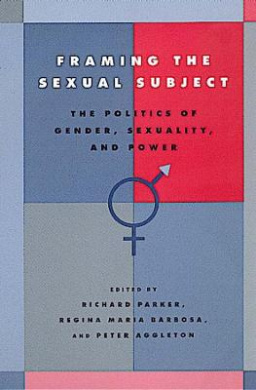 FRAMING THE
SEXUAL SUBJECT
THE POLITICS OF
GENDER, SEXUALITY,
AND POWER
EDITED BY
RICHARD PARKER,
REGINA MARIA BARBOSA,
AND PETER AGGLETON